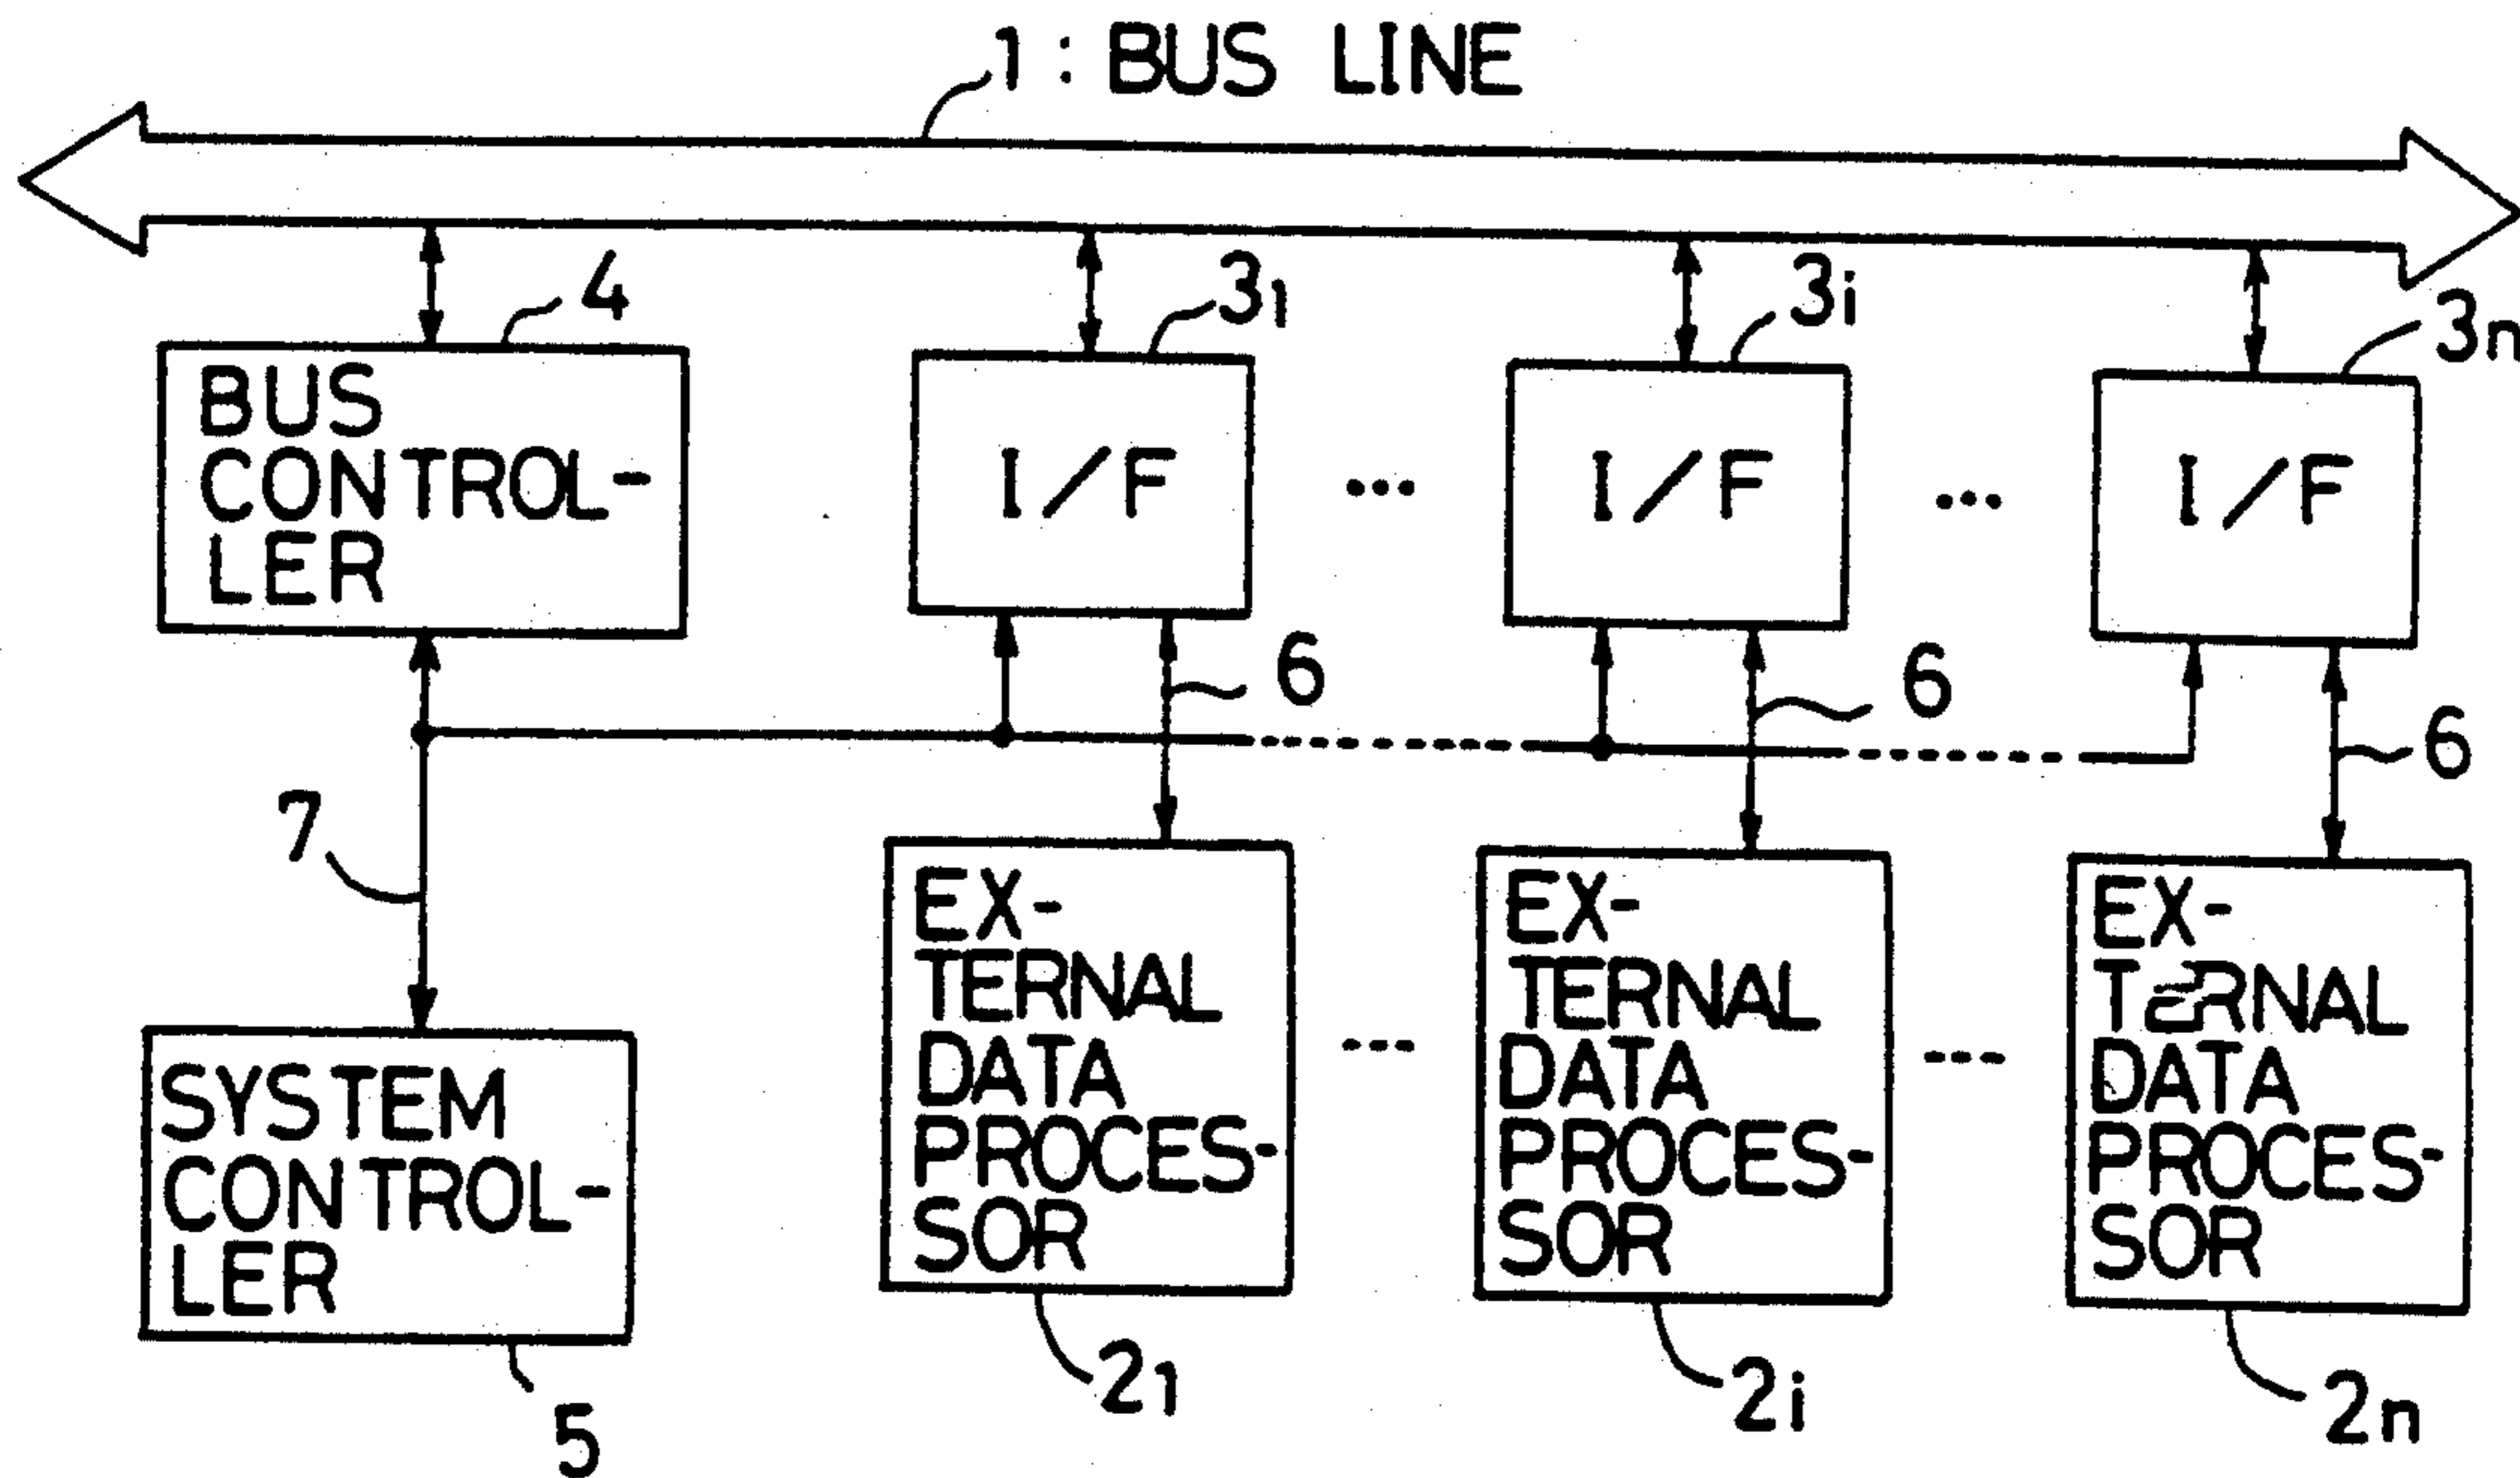 1 : BUS LINE
4
3₁
3i
3n
BUS
CONTROL-
LER
I/F
...
I/F
...
I/F
6
6
6
7
SYSTEM
CONTROL-
LER
5
EX-
TERNAL
DATA
PROCES-
SOR
2₁
---
EX-
TERNAL
DATA
PROCES-
SOR
2i
---
EX-
TERNAL
DATA
PROCES-
SOR
2n